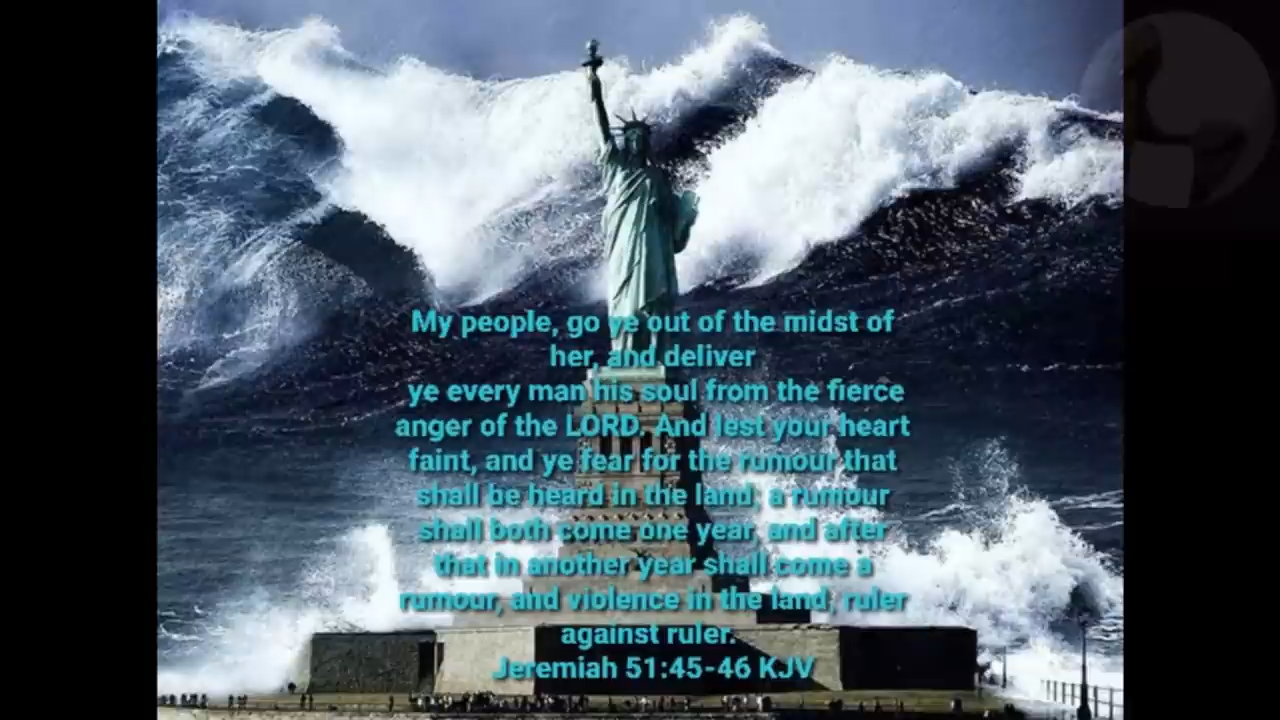 My people, go ye out of the midst of
her, and deliver
ye every man his soul from the fierce
anger of the LORD. And lest your heart
faint, and ye fear for the rumour that
shall be heard in the land; a rumour
shall both come one year, and after
that in another year shall come a
rumour, and violence in the land, ruler
against ruler.
Jeremiah 51:45-46 KJV